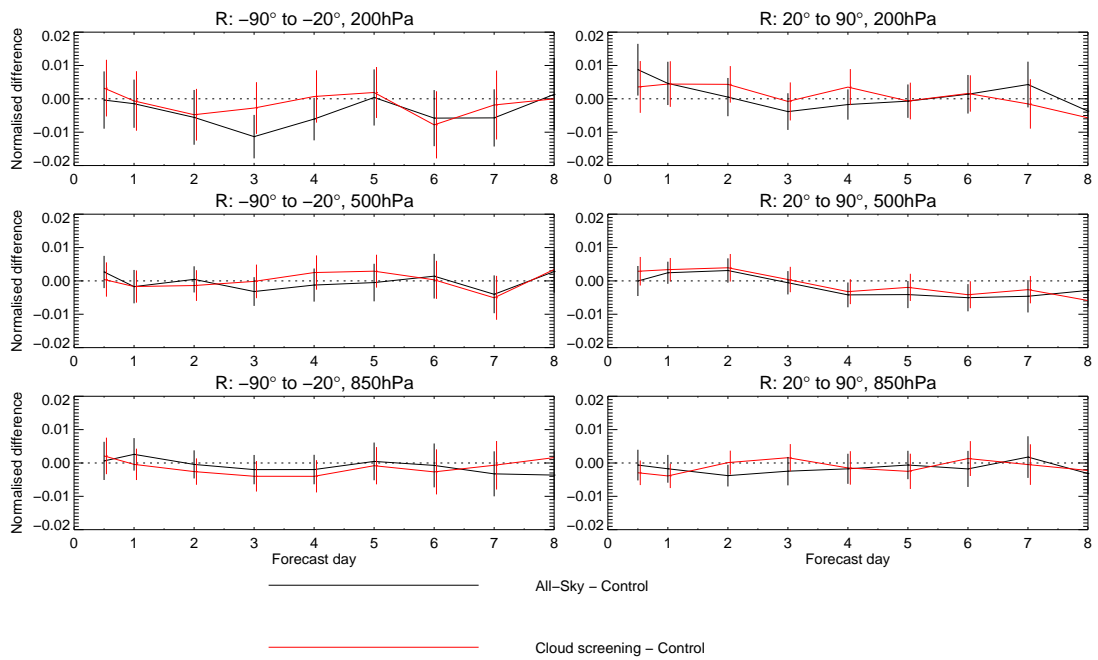 R: −90° to −20°, 200hPa
R: 20° to 90°, 200hPa
Normalised difference
0.02
0.01
0.00
−0.01
−0.02
0 1 2 3 4 5 6 7 8
0.02
0.01
0.00
−0.01
−0.02
0 1 2 3 4 5 6 7 8
R: −90° to −20°, 500hPa
R: 20° to 90°, 500hPa
Normalised difference
0.02
0.01
0.00
−0.01
−0.02
0 1 2 3 4 5 6 7 8
0.02
0.01
0.00
−0.01
−0.02
0 1 2 3 4 5 6 7 8
R: −90° to −20°, 850hPa
R: 20° to 90°, 850hPa
Normalised difference
0.02
0.01
0.00
−0.01
−0.02
0 1 2 3 4 5 6 7 8
Forecast day
0.02
0.01
0.00
−0.01
−0.02
0 1 2 3 4 5 6 7 8
Forecast day
All−Sky − Control
Cloud screening − Control